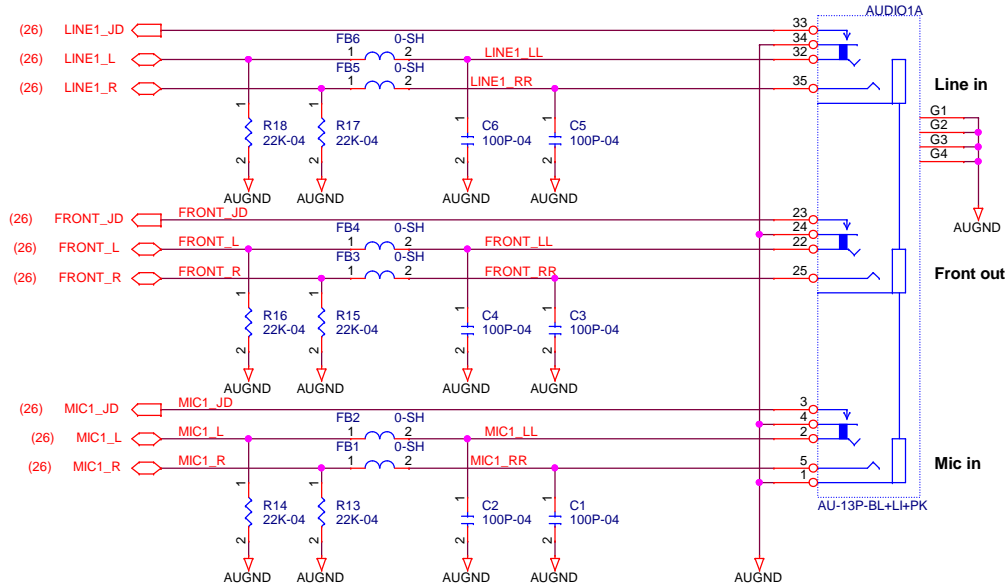 AUDIO1A
(26) LINE1_JD 33
FB6 0-SH 34
(26) LINE1_L 1 2 LINE1_LL 32
FB5 0-SH
(26) LINE1_R 1 2 LINE1_RR 35 Line in
G1
G2
G3
G4
1 1 1 1
R18 R17 C6 C5
22K-04 22K-04 100P-04 100P-04
2 2 2 2
AUGND AUGND AUGND AUGND
AUGND
(26) FRONT_JD FRONT_JD 23
FB4 0-SH 24
(26) FRONT_L FRONT_L 1 2 FRONT_LL 22
FB3 0-SH
(26) FRONT_R FRONT_R 1 2 FRONT_RR 25 Front out
1 1 1 1
R16 R15 C4 C3
22K-04 22K-04 100P-04 100P-04
2 2 2 2
AUGND AUGND AUGND AUGND
(26) MIC1_JD MIC1_JD 3
FB2 0-SH 4
(26) MIC1_L MIC1_L 1 2 MIC1_LL 2
FB1 0-SH
(26) MIC1_R MIC1_R 1 2 MIC1_RR 5 Mic in
1
1 1 1 1
R14 R13 C2 C1 AU-13P-BL+LI+PK
22K-04 22K-04 100P-04 100P-04
2 2 2 2
AUGND AUGND AUGND AUGND AUGND